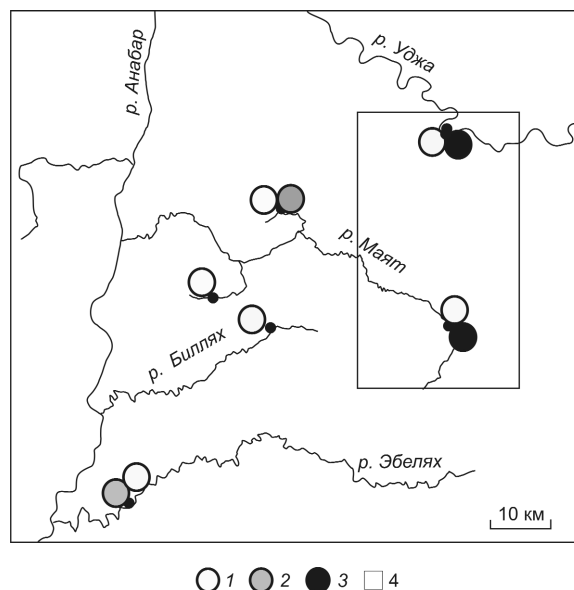 р. Анабар
р. Уджа
р. Маят
р. Биллях
р. Эбелях
10 км
1 2 3 4